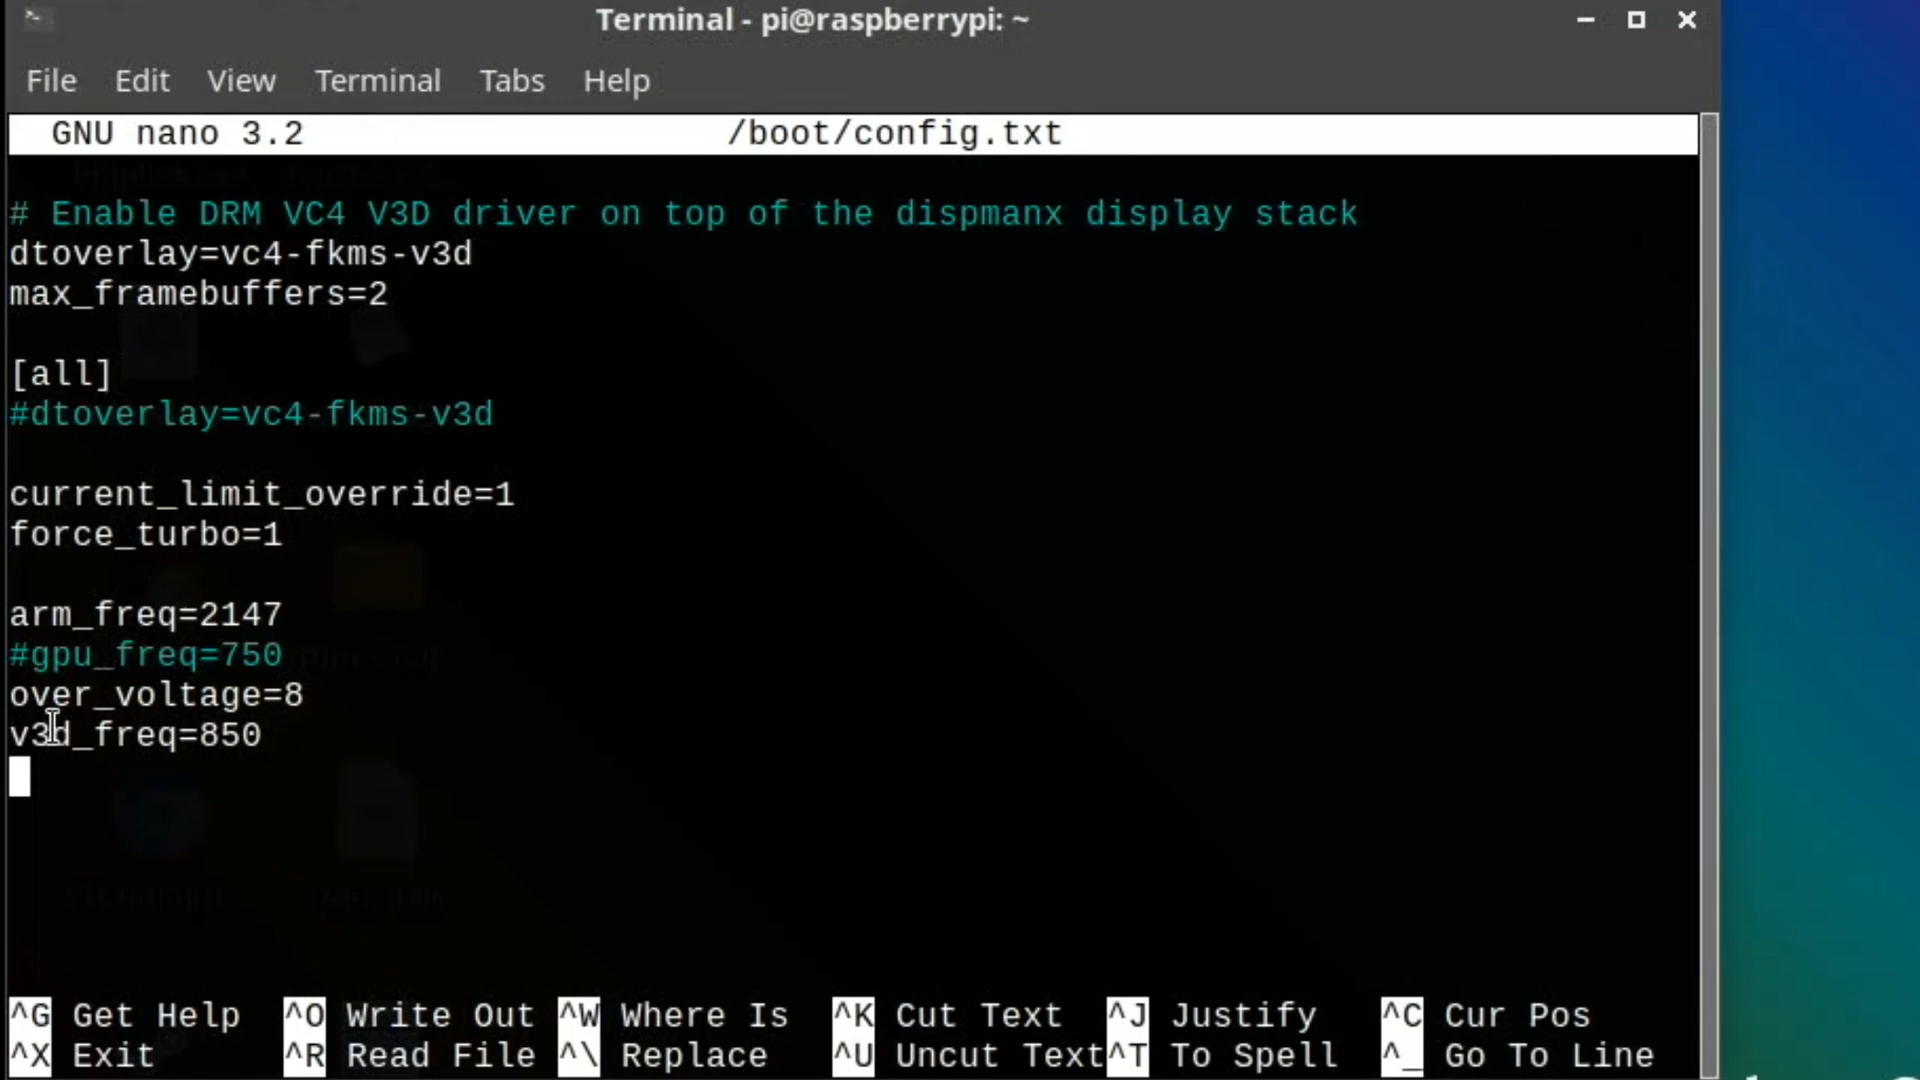 Terminal - pi@raspberrypi: ~
File Edit View Terminal Tabs Help
GNU nano 3.2 /boot/config.txt
# Enable DRM VC4 V3D driver on top of the dispmanx display stack
dtoverlay=vc4-fkms-v3d
max_framebuffers=2
[all]
#dtoverlay=vc4-fkms-v3d
current_limit_override=1
force_turbo=1
arm_freq=2147
#gpu_freq=750
over_voltage=8
v3d_freq=850
^G Get Help ^O Write Out ^W Where Is ^K Cut Text ^J Justify ^C Cur Pos
^X Exit ^R Read File ^\ Replace ^U Uncut Text ^T To Spell ^_ Go To Line